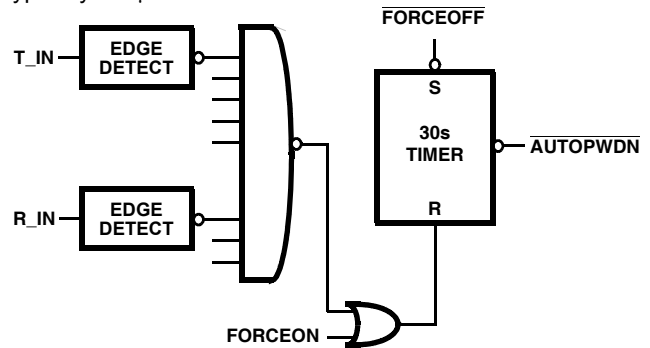 FORCEOFF
T_IN
EDGE
DETECT
S
30s
TIMER
AUTOPWDN
R
R_IN
EDGE
DETECT
FORCEON